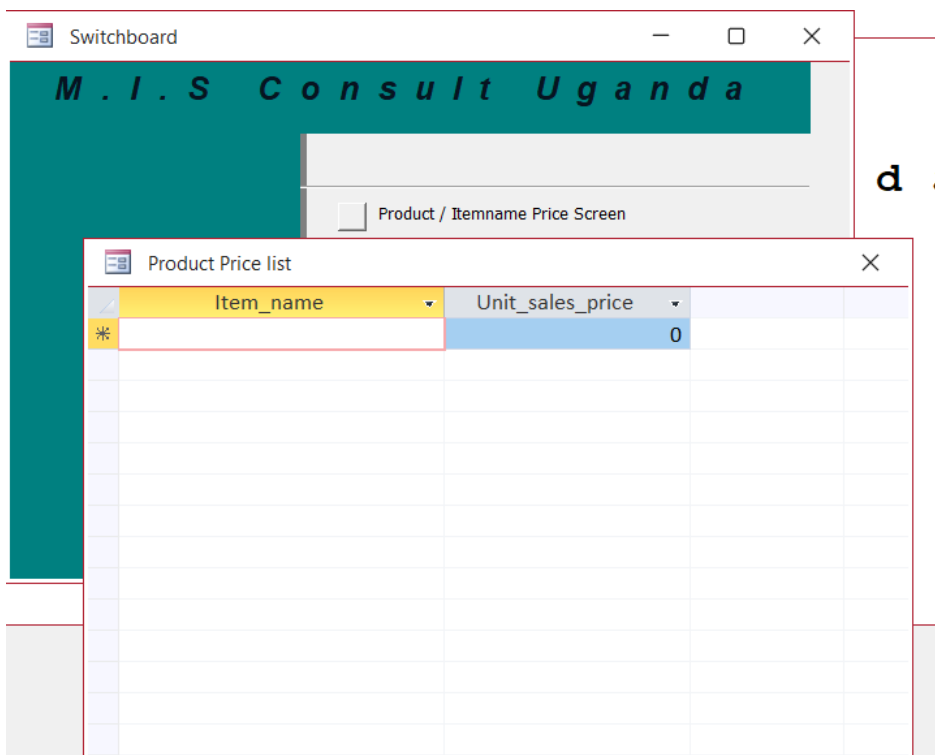 Switchboard
M.I.S Consult Uganda
d
Product / Itemname Price Screen
Product Price list
Item_name Unit_sales_price
0